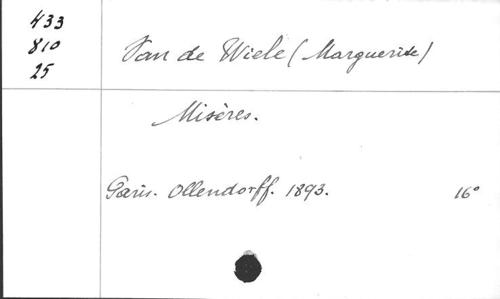 433
810
25
Van de Wiele (Marguerite)
Misères.
Paris. Ollendorff. 1893. 16°